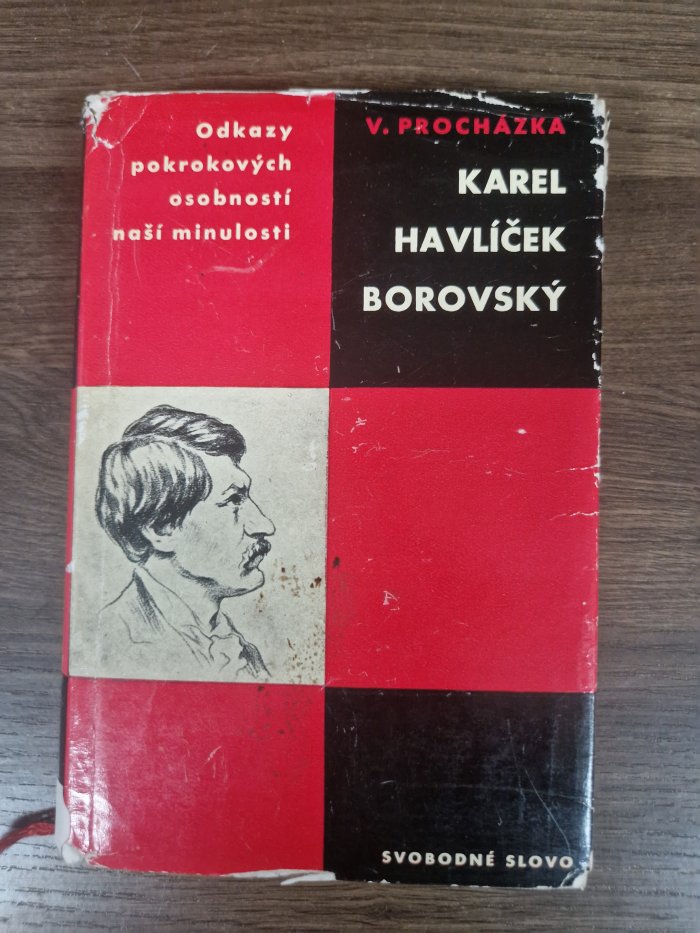 Odkazy
pokrokových
osobností
naší minulosti
V. PROCHÁZKA
KAREL
HAVLÍČEK
BOROVSKÝ
SVOBODNÉ SLOVO